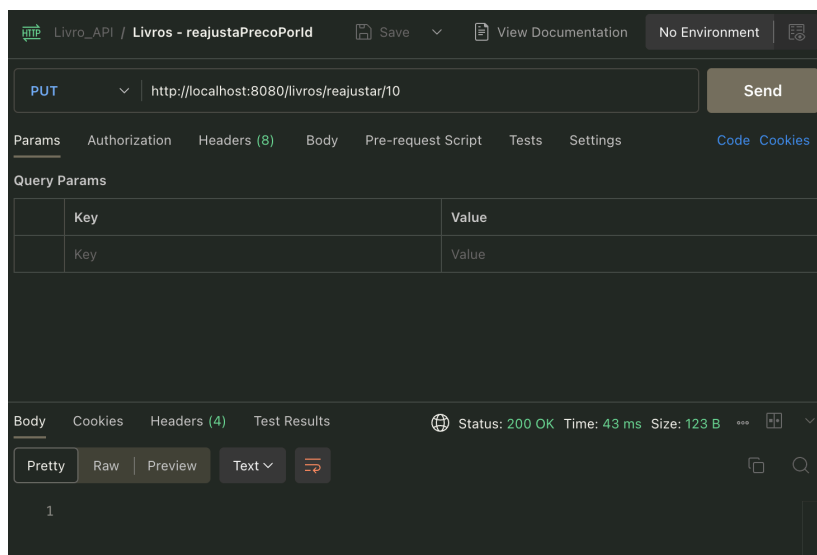 HTTP Livro_API / Livros - reajustaPrecoPorId Save View Documentation No Environment
PUT http://localhost:8080/livros/reajustar/10 Send
Params Authorization Headers (8) Body Pre-request Script Tests Settings Code Cookies
Query Params
Key Value
Key Value
Body Cookies Headers (4) Test Results Status: 200 OK Time: 43 ms Size: 123 B
Pretty Raw Preview Text
1